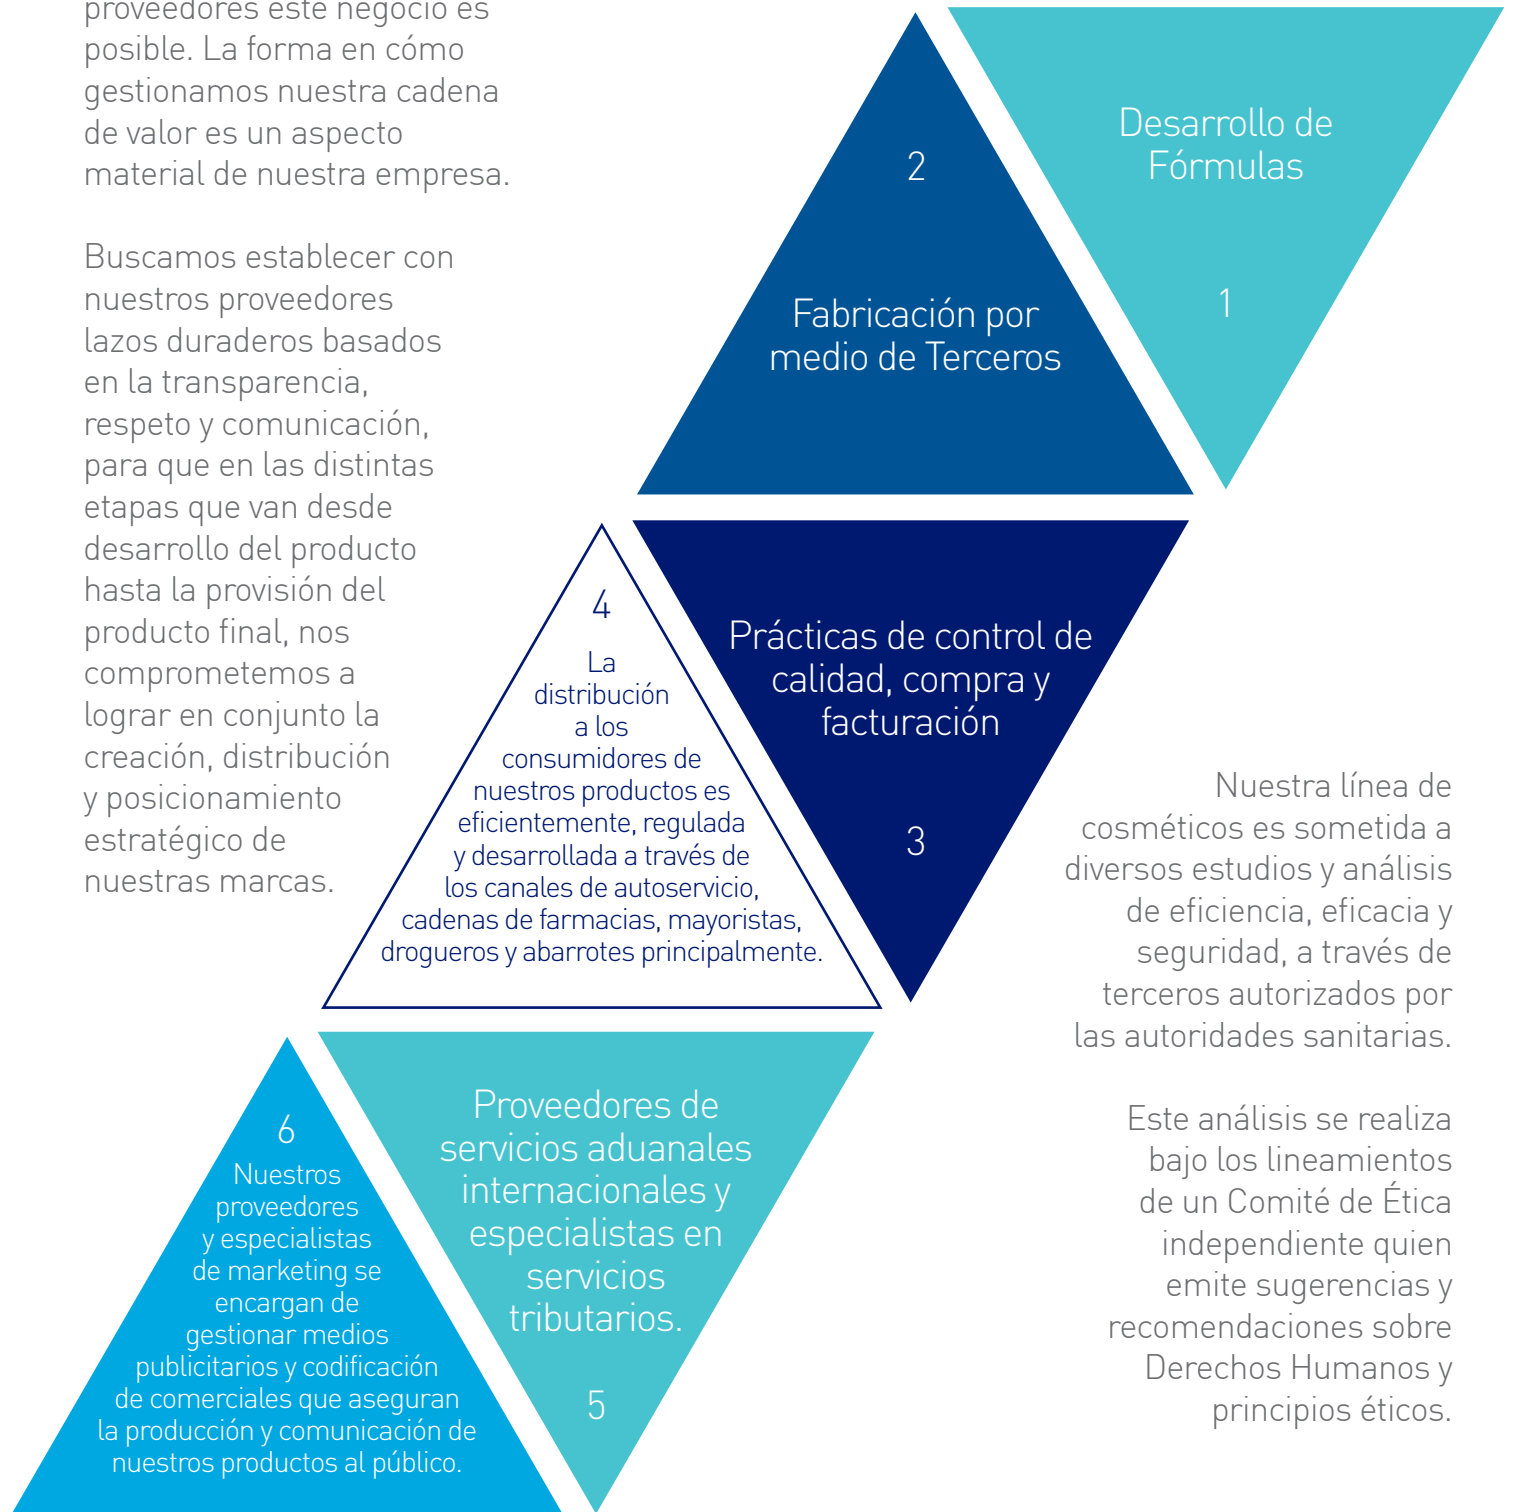 proveedores este negocio es
posible. La forma en cómo
gestionamos nuestra cadena
de valor es un aspecto
material de nuestra empresa.
Buscamos establecer con
nuestros proveedores
lazos duraderos basados
en la transparencia,
respeto y comunicación,
para que en las distintas
etapas que van desde
desarrollo del producto
hasta la provisión del
producto final, nos
comprometemos a
lograr en conjunto la
creación, distribución
y posicionamiento
estratégico de
nuestras marcas.
Desarrollo de
Fórmulas
1
2
Fabricación por
medio de Terceros
Prácticas de control de
calidad, compra y
facturación
3
4
La
distribución
a los
consumidores de
nuestros productos es
eficientemente, regulada
y desarrollada a través de
los canales de autoservicio,
cadenas de farmacias, mayoristas,
drogueros y abarrotes principalmente.
Proveedores de
servicios aduanales
internacionales y
especialistas en
servicios
tributarios.
5
6
Nuestros
proveedores
y especialistas
de marketing se
encargan de
gestionar medios
publicitarios y codificación
de comerciales que aseguran
la producción y comunicación de
nuestros productos al público.
Nuestra línea de
cosméticos es sometida a
diversos estudios y análisis
de eficiencia, eficacia y
seguridad, a través de
terceros autorizados por
las autoridades sanitarias.
Este análisis se realiza
bajo los lineamientos
de un Comité de Ética
independiente quien
emite sugerencias y
recomendaciones sobre
Derechos Humanos y
principios éticos.